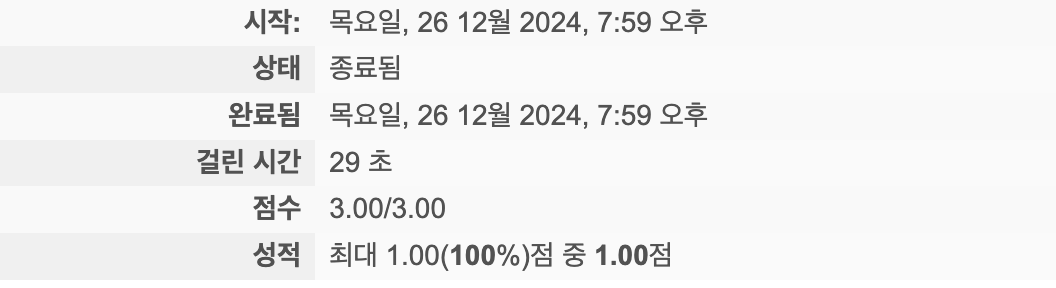 시작: 목요일, 26 12월 2024, 7:59 오후
상태 종료됨
완료됨 목요일, 26 12월 2024, 7:59 오후
걸린 시간 29 초
점수 3.00/3.00
성적 최대 1.00(100%)점 중 1.00점